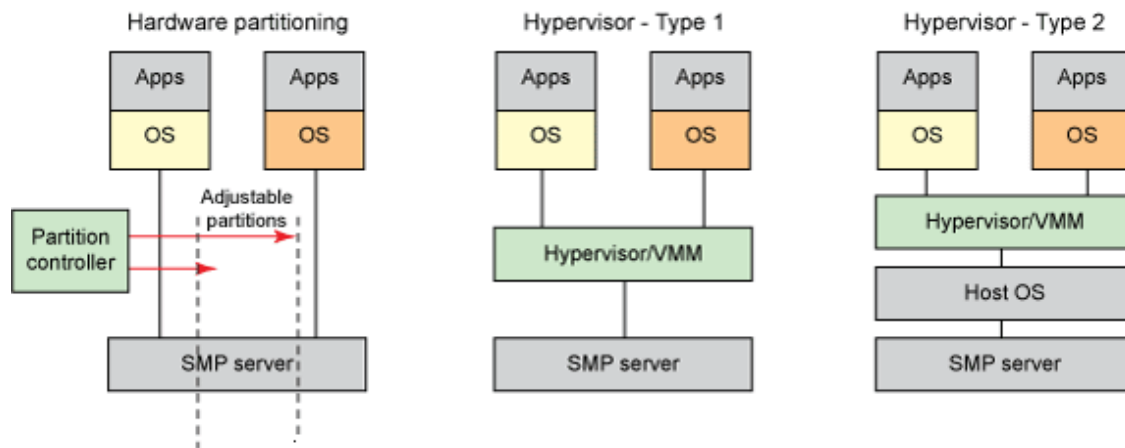 Hardware partitioning
Apps
Apps
OS
OS
Adjustable
partitions
Partition
controller
SMP server
Hypervisor - Type 1
Apps
Apps
OS
OS
Hypervisor/VMM
SMP server
Hypervisor - Type 2
Apps
Apps
OS
OS
Hypervisor/VMM
Host OS
SMP server